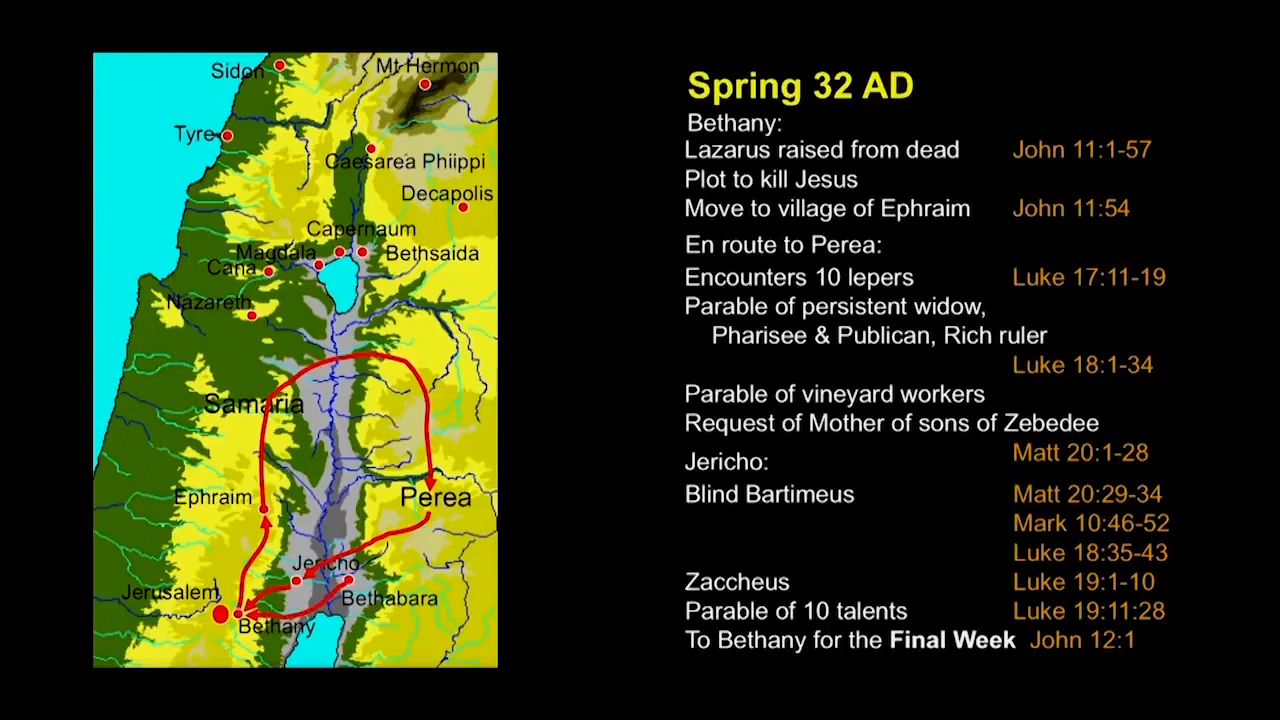 Sidon
Mt Hermon
Tyre
Caesarea Phiippi
Decapolis
Capernaum
Magdala
Bethsaida
Cana
Nazareth
Samaria
Ephraim
Perea
Jericho
Jerusalem
Bethabara
Bethany
Spring 32 AD
Bethany:
Lazarus raised from dead John 11:1-57
Plot to kill Jesus
Move to village of Ephraim John 11:54
En route to Perea:
Encounters 10 lepers Luke 17:11-19
Parable of persistent widow,
Pharisee & Publican, Rich ruler
Luke 18:1-34
Parable of vineyard workers
Request of Mother of sons of Zebedee
Matt 20:1-28
Jericho:
Blind Bartimeus Matt 20:29-34
Mark 10:46-52
Luke 18:35-43
Zaccheus Luke 19:1-10
Parable of 10 talents Luke 19:11:28
To Bethany for the Final Week John 12:1